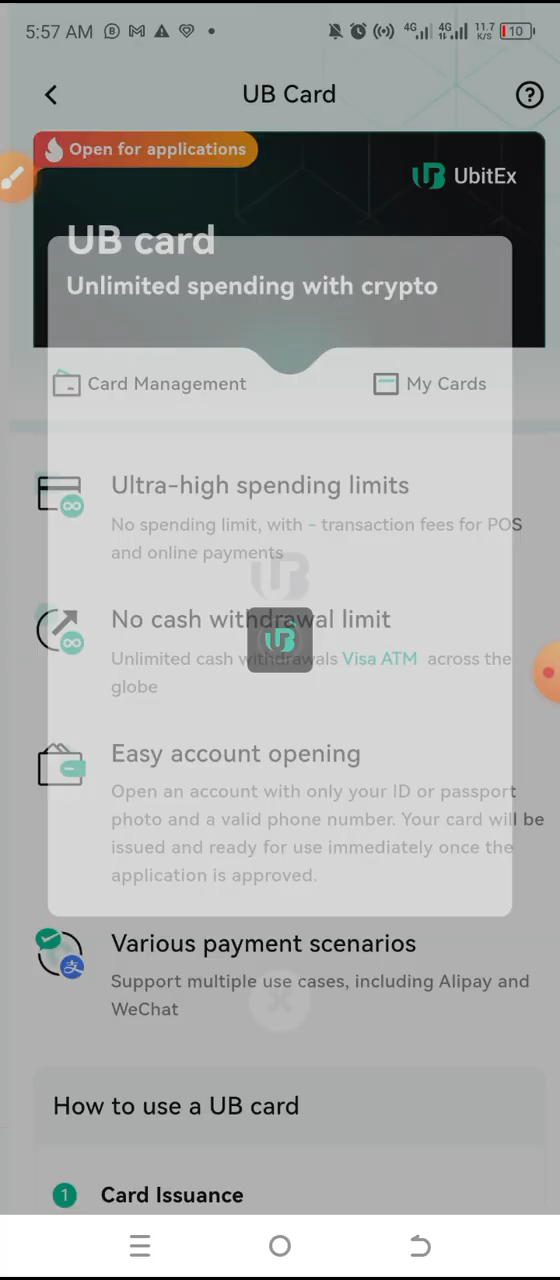 5:57 AM
4G
4G
11.7
K/S
10
UB Card
Open for applications
UbitEx
UB card
Unlimited spending with crypto
Card Management
My Cards
Ultra-high spending limits
No spending limit, with - transaction fees for POS
and online payments
No cash withdrawal limit
Unlimited cash withdrawals Visa ATM across the
globe
Easy account opening
Open an account with only your ID or passport
photo and a valid phone number. Your card will be
issued and ready for use immediately once the
application is approved.
Various payment scenarios
Support multiple use cases, including Alipay and
WeChat
How to use a UB card
1 Card Issuance